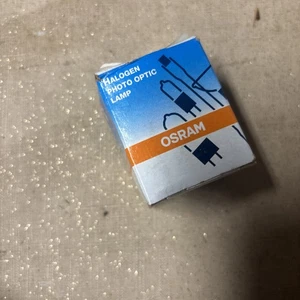 HALOGEN
PHOTO OPTIC
LAMP
OSRAM